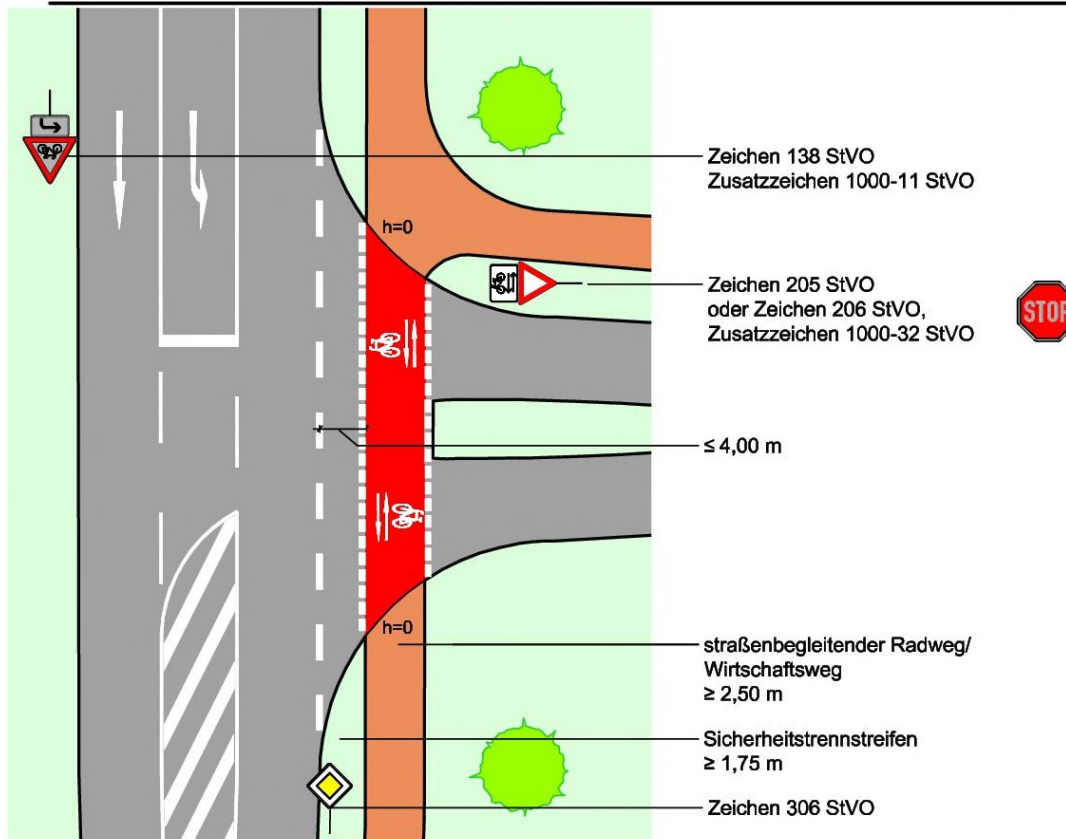 Zeichen 138 StVO
Zusatzzeichen 1000-11 StVO
h=0
Zeichen 205 StVO
oder Zeichen 206 StVO,
Zusatzzeichen 1000-32 StVO
STOP
≤ 4,00 m
h=0
straßenbegleitender Radweg/
Wirtschaftsweg
≥ 2,50 m
Sicherheitstrennstreifen
≥ 1,75 m
Zeichen 306 StVO